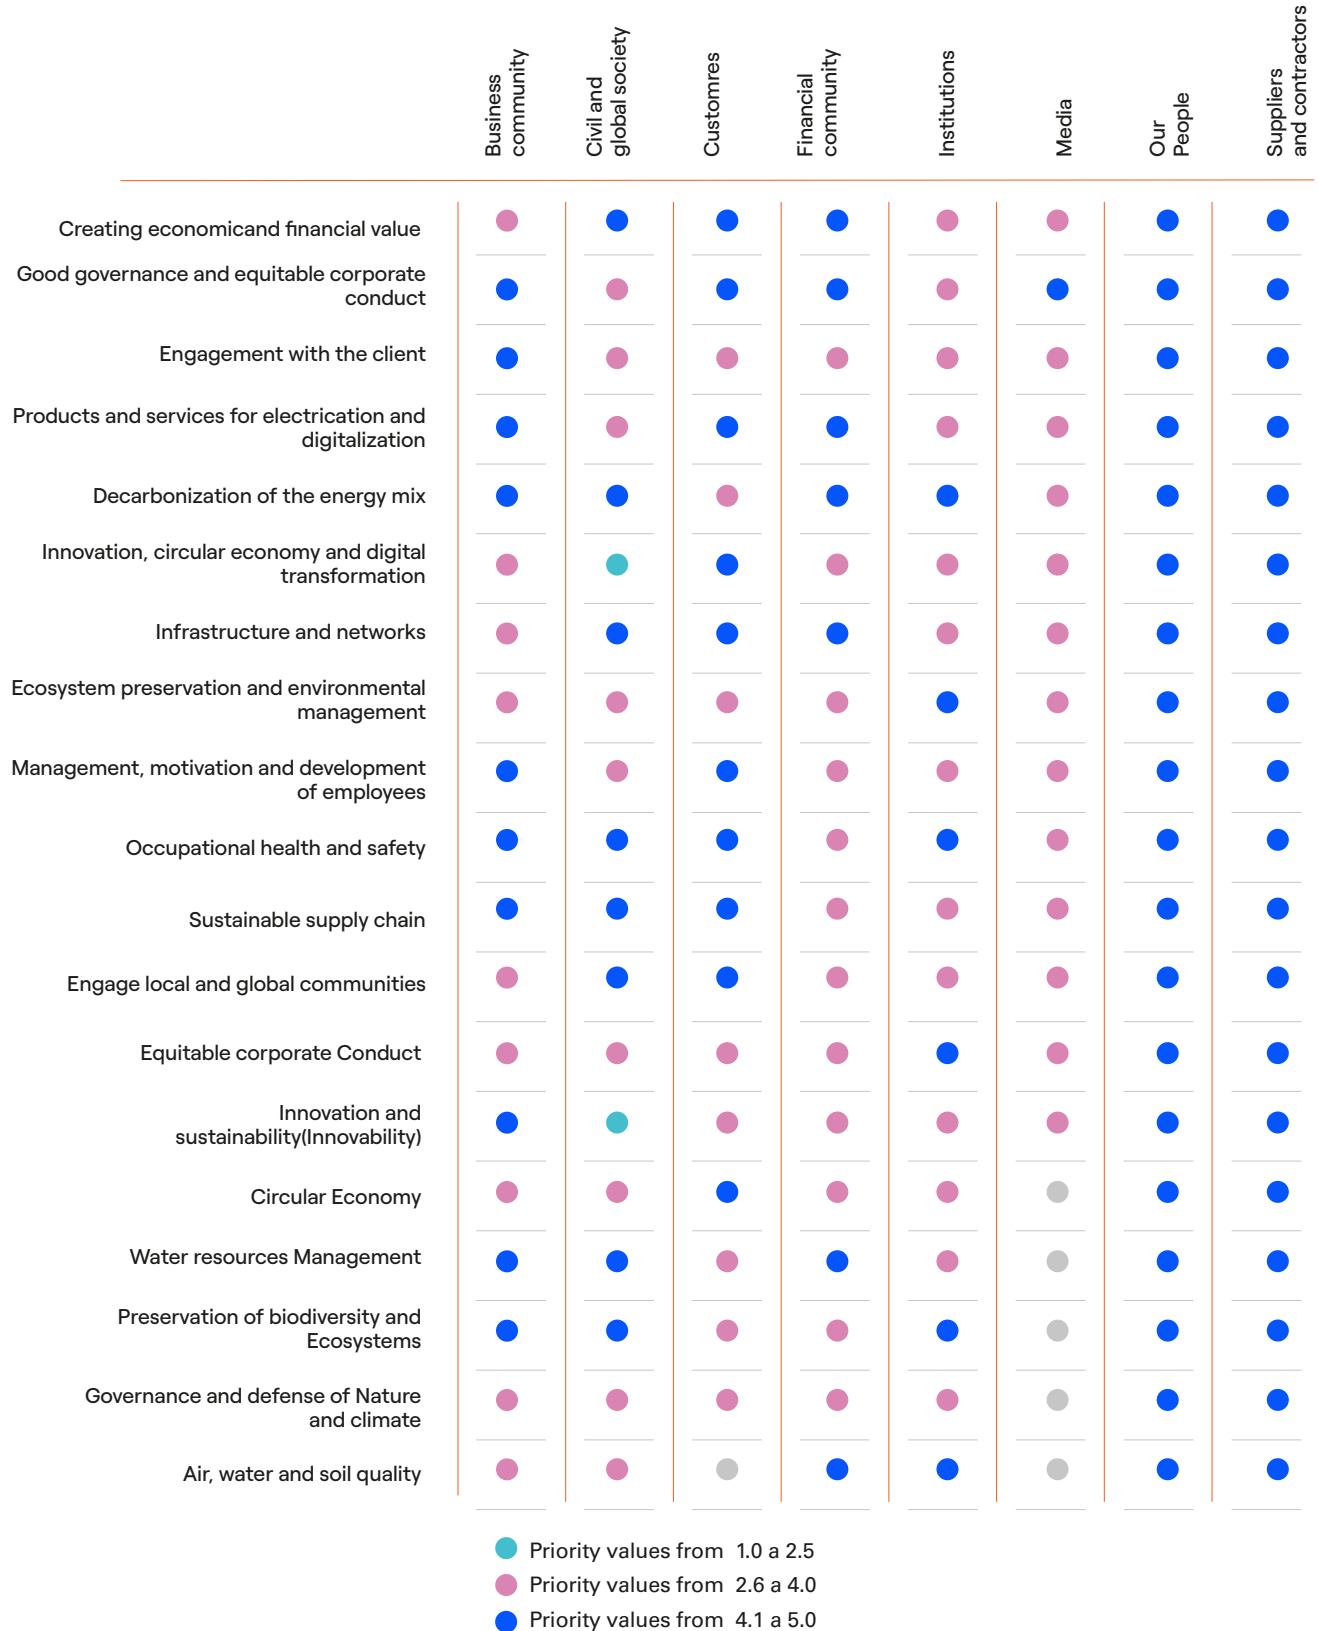 Business
community
Civil and
global society
Customres
Financial
community
Institutions
Media
Our
People
Suppliers
and contractors
Creating economicand financial value
Good governance and equitable corporate
conduct
Engagement with the client
Products and services for electrication and
digitalization
Decarbonization of the energy mix
Innovation, circular economy and digital
transformation
Infrastructure and networks
Ecosystem preservation and environmental
management
Management, motivation and development
of employees
Occupational health and safety
Sustainable supply chain
Engage local and global communities
Equitable corporate Conduct
Innovation and
sustainability(Innovability)
Circular Economy
Water resources Management
Preservation of biodiversity and
Ecosystems
Governance and defense of Nature
and climate
Air, water and soil quality
Priority values from 1.0 a 2.5
Priority values from 2.6 a 4.0
Priority values from 4.1 a 5.0